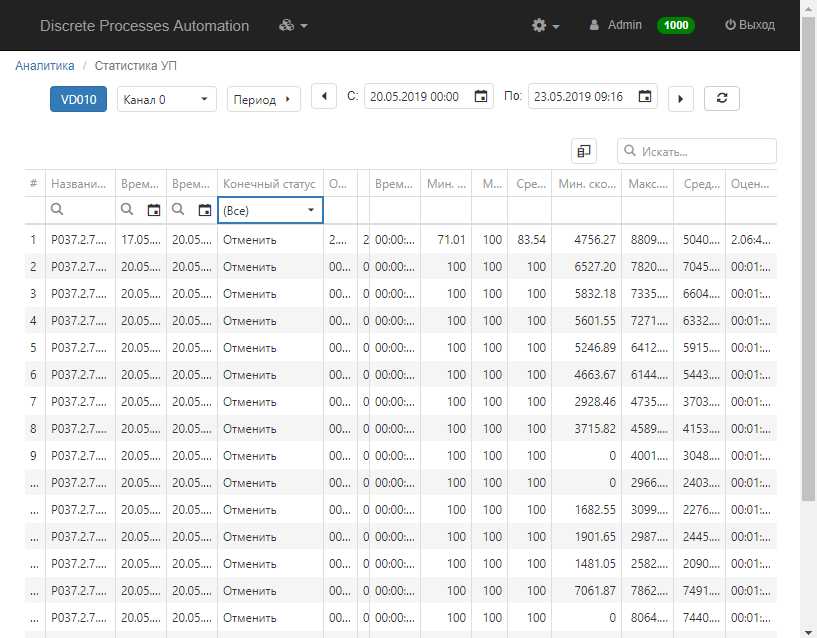 Discrete Processes Automation Admin 1000 Выход
Аналитика / Статистика УП
VD010 Канал 0 Период С: 20.05.2019 00:00 По: 23.05.2019 09:16
Искать...
# Названи... Врем... Врем... Конечный статус О... Врем... Мин. ... М... Сре... Мин. ско... Макс.... Сред.... Оцен...
(Все)
1 P037.2.7.... 17.05.... 20.05.... Отменить 2.... 2 00:00:... 71.01 100 83.54 4756.27 8809.... 5040.... 2.06:4...
2 P037.2.7.... 20.05.... 20.05.... Отменить 00... 0 00:00:... 100 100 100 6527.20 7820.... 7045.... 00:01:...
3 P037.2.7.... 20.05.... 20.05.... Отменить 00... 0 00:00:... 100 100 100 5832.18 7335.... 6604.... 00:01:...
4 P037.2.7.... 20.05.... 20.05.... Отменить 00... 0 00:00:... 100 100 100 5601.55 7271.... 6332.... 00:01:...
5 P037.2.7.... 20.05.... 20.05.... Отменить 00... 0 00:00:... 100 100 100 5246.89 6412.... 5915.... 00:01:...
6 P037.2.7.... 20.05.... 20.05.... Отменить 00... 0 00:00:... 100 100 100 4663.67 6144.... 5443.... 00:01:...
7 P037.2.7.... 20.05.... 20.05.... Отменить 00... 0 00:00:... 100 100 100 2928.46 4735.... 3703.... 00:01:...
8 P037.2.7.... 20.05.... 20.05.... Отменить 00... 0 00:00:... 100 100 100 3715.82 4589.... 4153.... 00:01:...
9 P037.2.7.... 20.05.... 20.05.... Отменить 00... 0 00:00:... 100 100 100 0 4001.... 3048.... 00:01:...
... P037.2.7.... 20.05.... 20.05.... Отменить 00... 0 00:00:... 100 100 100 0 2966.... 2403.... 00:01:...
... P037.2.7.... 20.05.... 20.05.... Отменить 00... 0 00:00:... 100 100 100 1682.55 3099.... 2276.... 00:01:...
... P037.2.7.... 20.05.... 20.05.... Отменить 00... 0 00:00:... 100 100 100 1901.65 2987.... 2445.... 00:01:...
... P037.2.7.... 20.05.... 20.05.... Отменить 00... 0 00:00:... 100 100 100 1481.05 2582.... 2090.... 00:01:...
... P037.2.7.... 20.05.... 20.05.... Отменить 00... 0 00:00:... 100 100 100 7061.87 7862.... 7491.... 00:01:...
... P037.2.7.... 20.05.... 20.05.... Отменить 00... 0 00:00:... 100 100 100 0 8064.... 7440.... 00:01:...